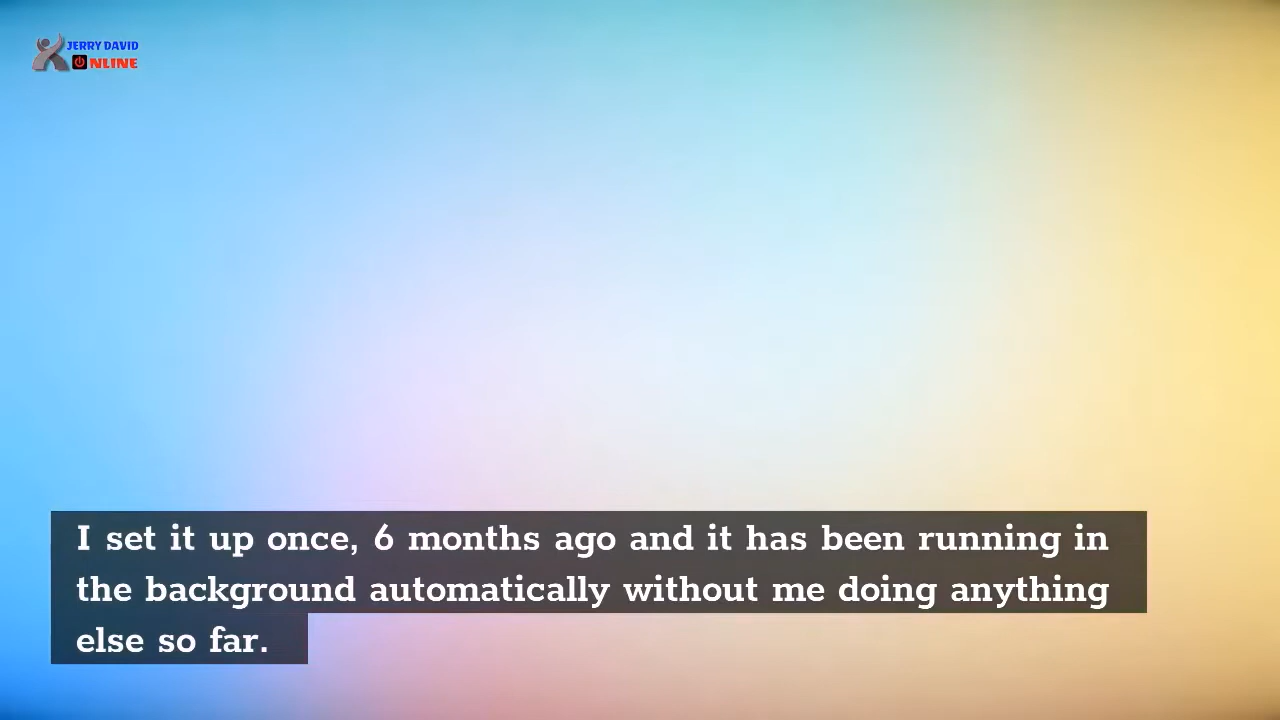 JERRY DAVID
ONLINE
I set it up once, 6 months ago and it has been running in
the background automatically without me doing anything
else so far.